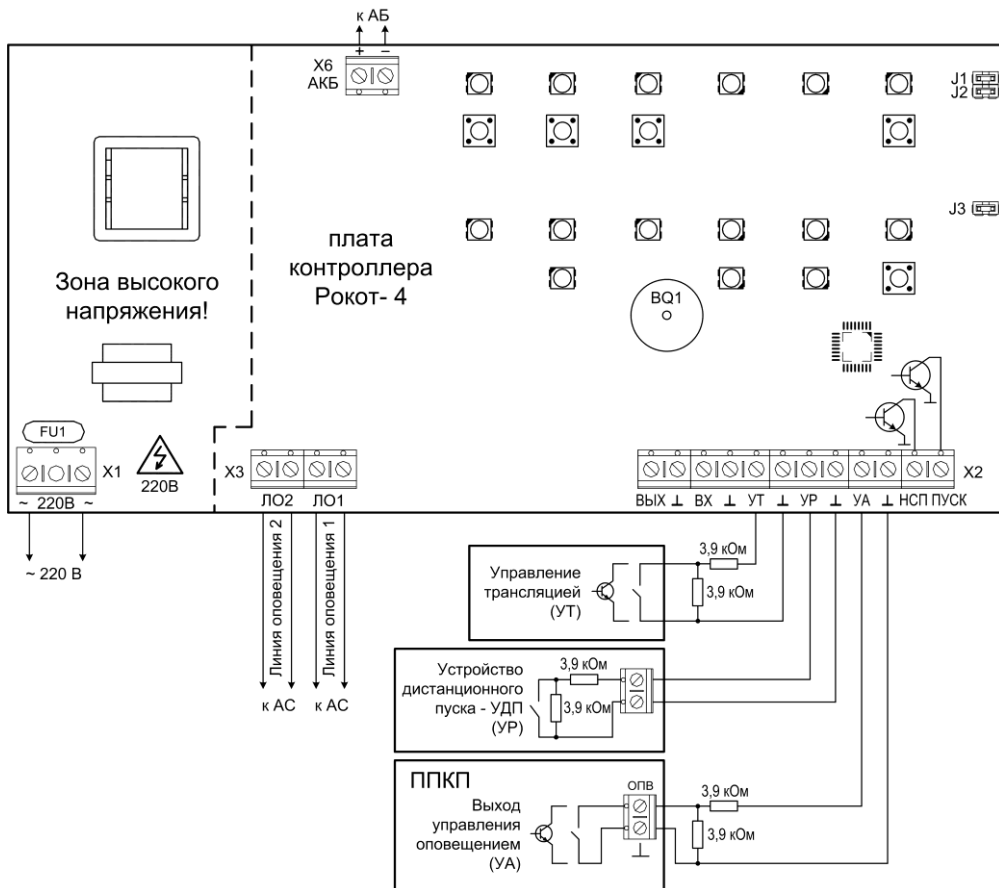 к АБ
+ −
X6
АКБ
J1
J2
J3
плата
контроллера
Рокот- 4
Зона высокого
напряжения!
BQ1
FU1
X1
220В
X3
X2
~ 220В ~
ЛО2 ЛО1
ВЫХ ⊥ ВХ ⊥ УТ ⊥ УР ⊥ УА ⊥ НСП ПУСК
~ 220 В
Линия оповещения 2
Линия оповещения 1
к АС к АС
Управление
трансляцией
(УТ)
3,9 кОм
3,9 кОм
Устройство
дистанционного
пуска - УДП
(УР)
3,9 кОм
3,9 кОм
ППКП
Выход
управления
оповещением
(УА)
ОПВ
⊥
3,9 кОм
3,9 кОм